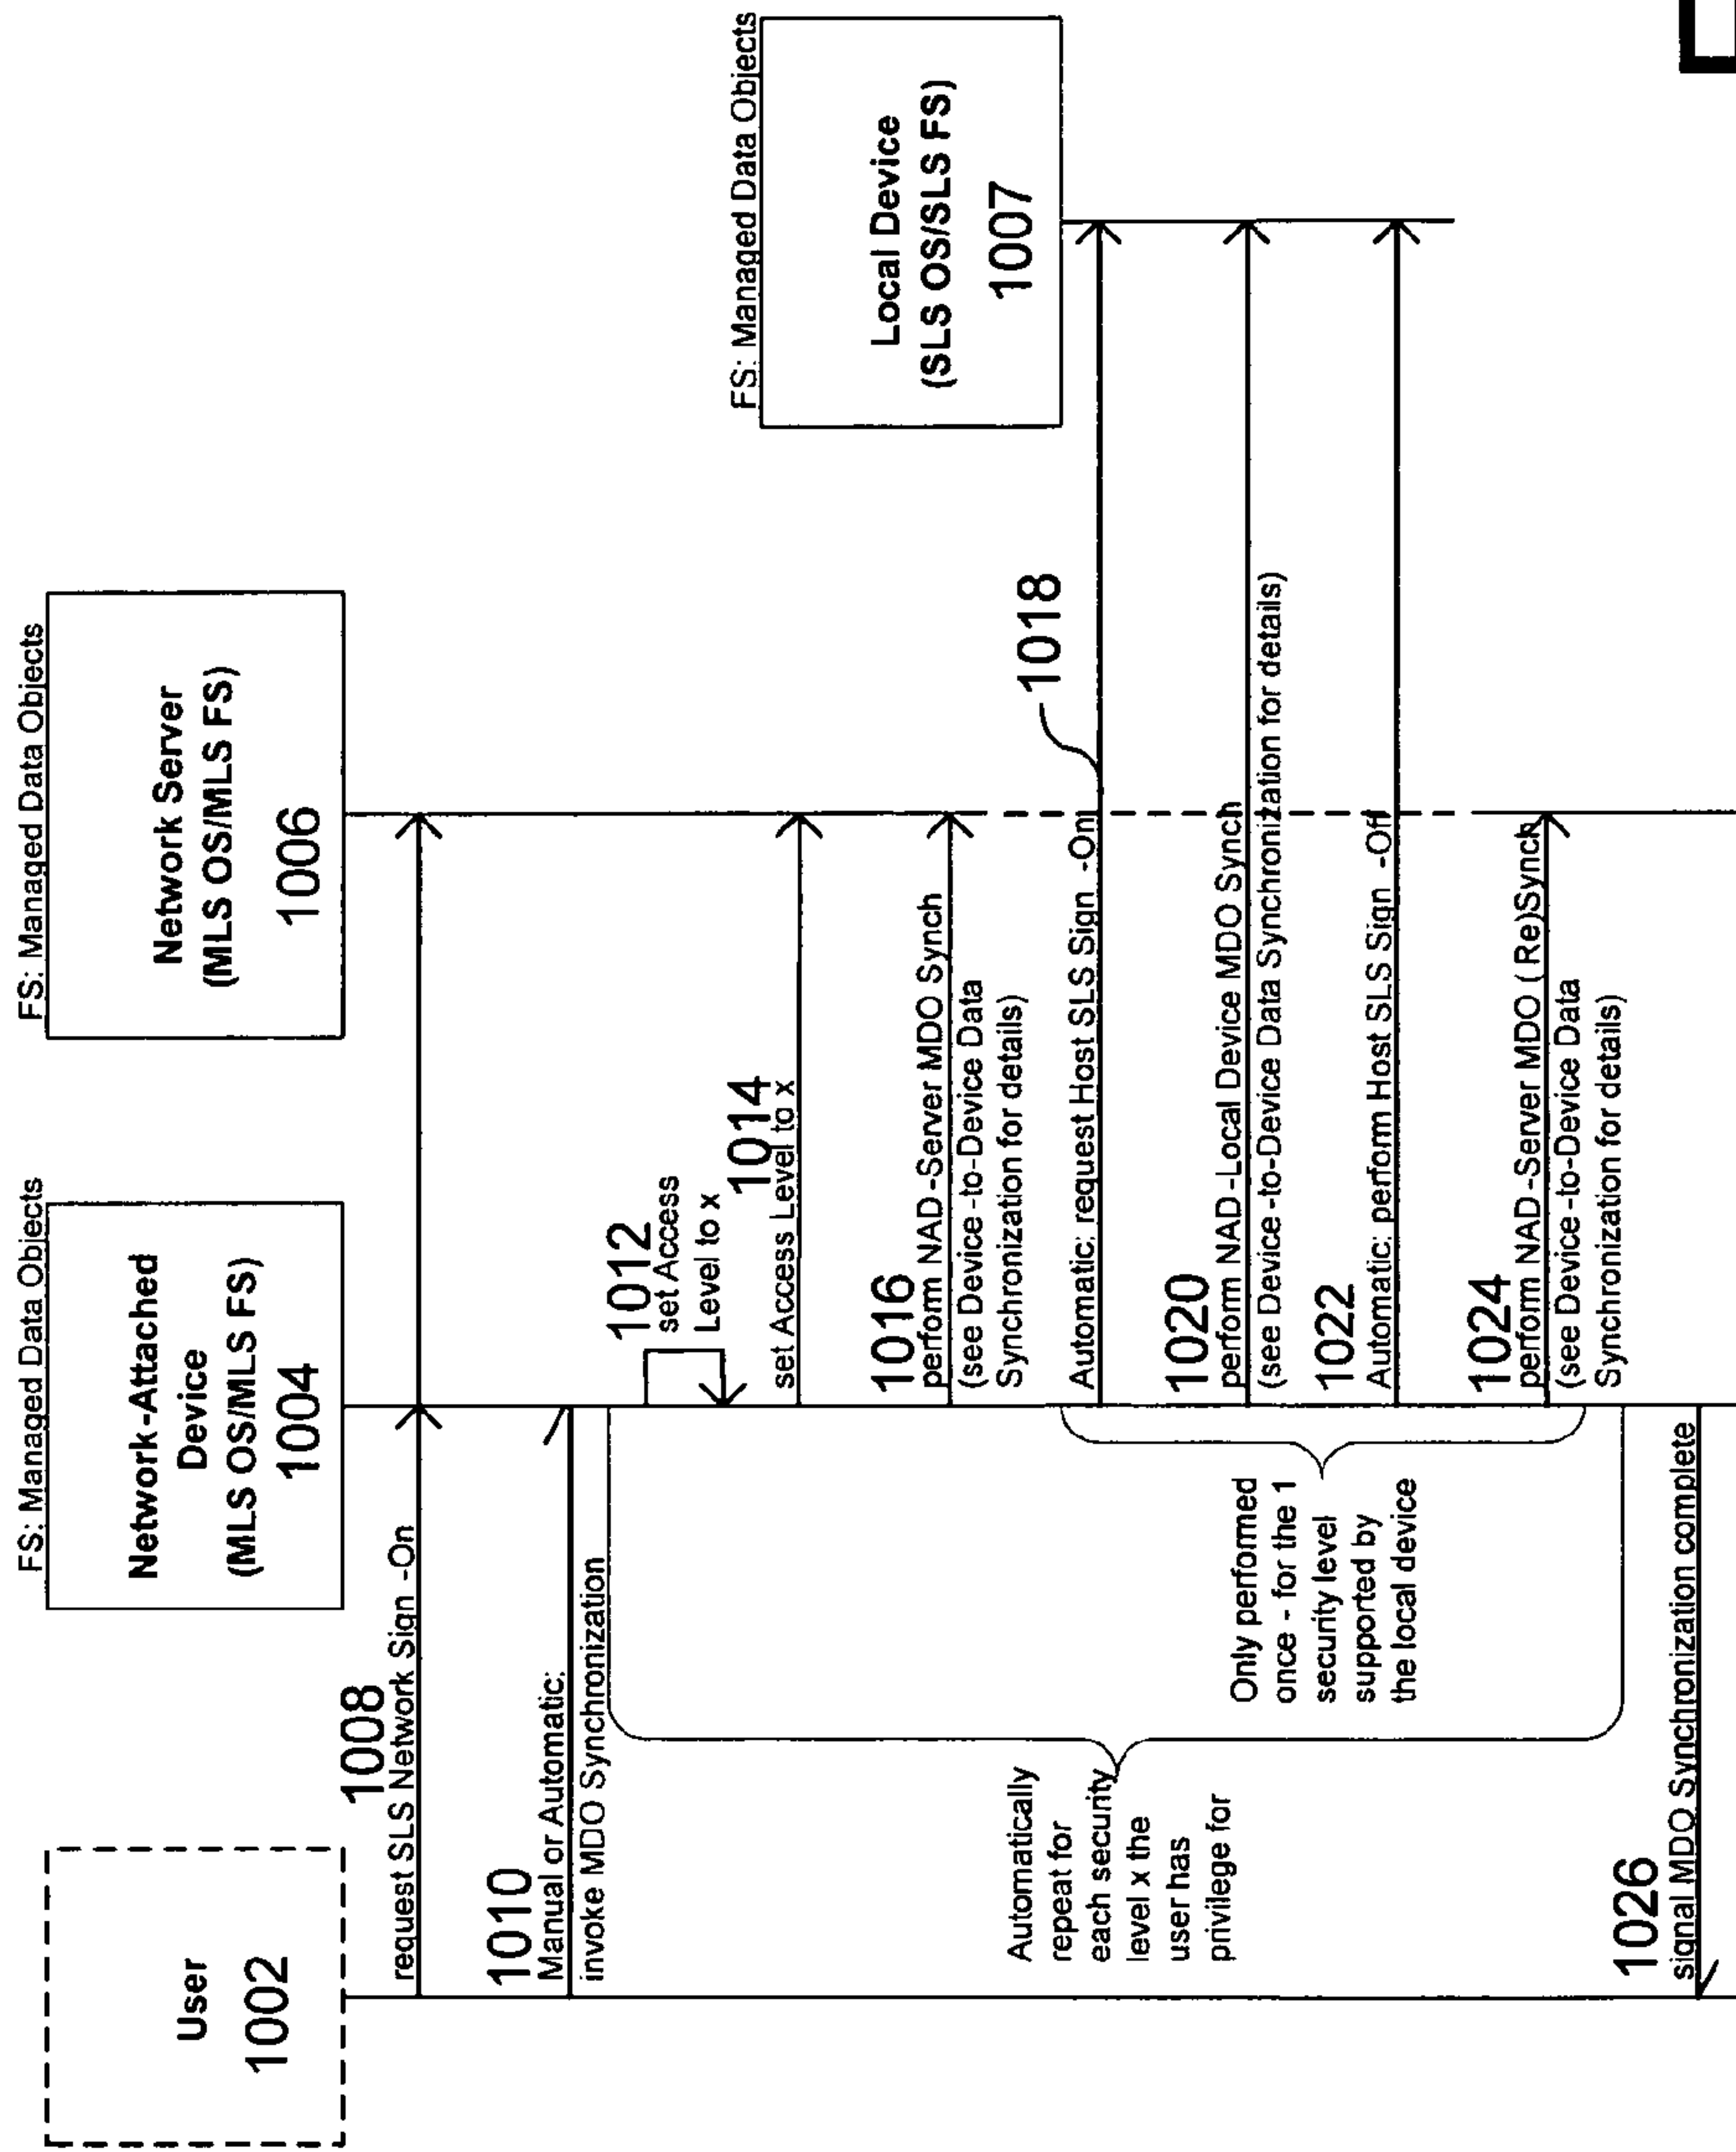 User
1002
FS: Managed Data Objects
Network-Attached
Device
(MLS OS/MLS FS)
1004
FS: Managed Data Objects
Network Server
(MLS OS/MLS FS)
1006
FS: Managed Data Objects
Local Device
(SLS OS/SLS FS)
1007
1008
request SLS Network Sign -On
1010
Manual or Automatic:
invoke MDO Synchronization
1012
set Access
Level to x
1014
set Access Level to x
1016
perform NAD -Server MDO Synch
(see Device -to-Device Data
Synchronization for details)
1018
Automatic: request Host SLS Sign -On
1020
perform NAD -Local Device MDO Synch
(see Device -to-Device Data Synchronization for details)
1022
Automatic: perform Host SLS Sign -Off
1024
perform NAD -Server MDO ( Re)Synch
(see Device -to-Device Data
Synchronization for details)
Only perfomed
once - for the 1
security level
supported by
the local device
Automatically
repeat for
each security
level x the
user has
privilege for
1026
signal MDO Synchronization complete